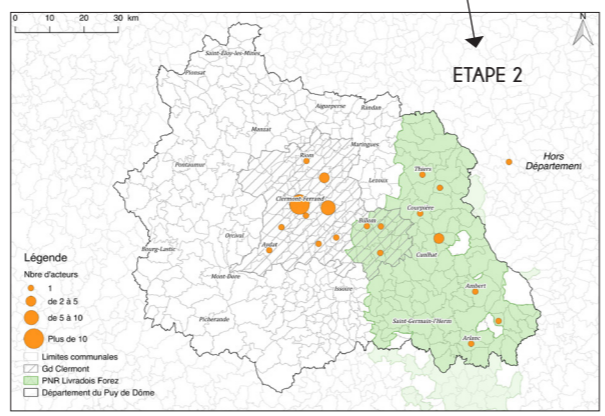 0 10 20 30 km
N
ETAPE 2
Saint-Éloy-les-Mines
Pionsat
Aigueperse
Randan
Manzat
Maringues
Riom
Pontaumur
Lezoux
Thiers
Hors
Département
Clermont-Ferrand
Courpière
Billom
Orcival
Aydat
Cunlhat
Bourg-Lastic
Mont-Dore
Issoire
Ambert
Picherande
Saint-Germain-l'Herm
Arlanc
Légende
Nbre d'acteurs
1
de 2 à 5
de 5 à 10
Plus de 10
Limites communales
Gd Clermont
PNR Livradois Forez
Département du Puy de Dôme